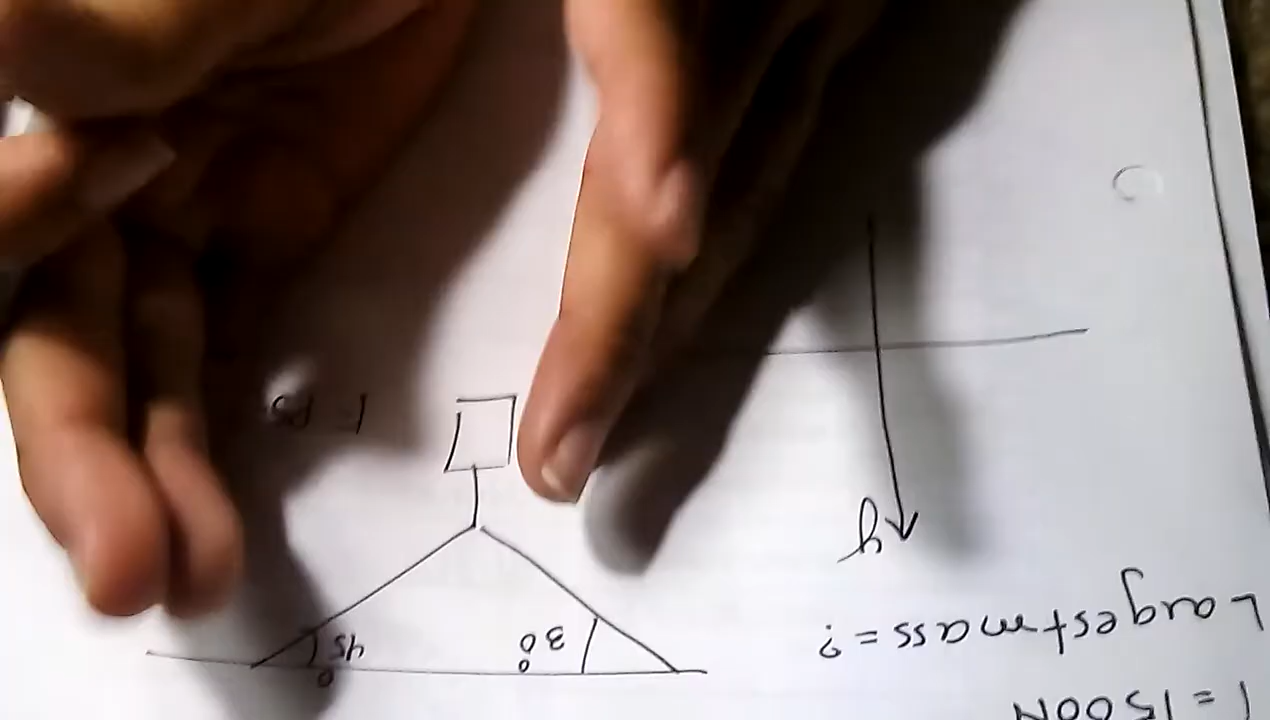 T = 1500N
Largest mass = ?
y
30°
45°